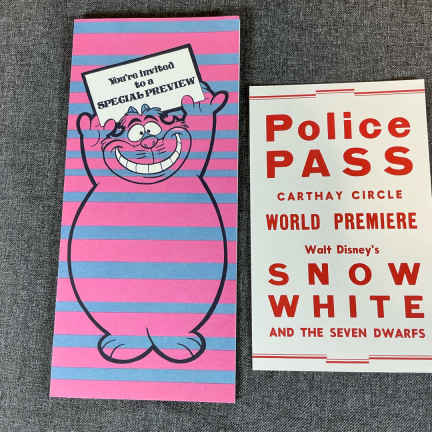 You're Invited
to a
SPECIAL PREVIEW
Police
PASS
CARTHAY CIRCLE
WORLD PREMIERE
Walt Disney's
SNOW
WHITE
AND THE SEVEN DWARFS